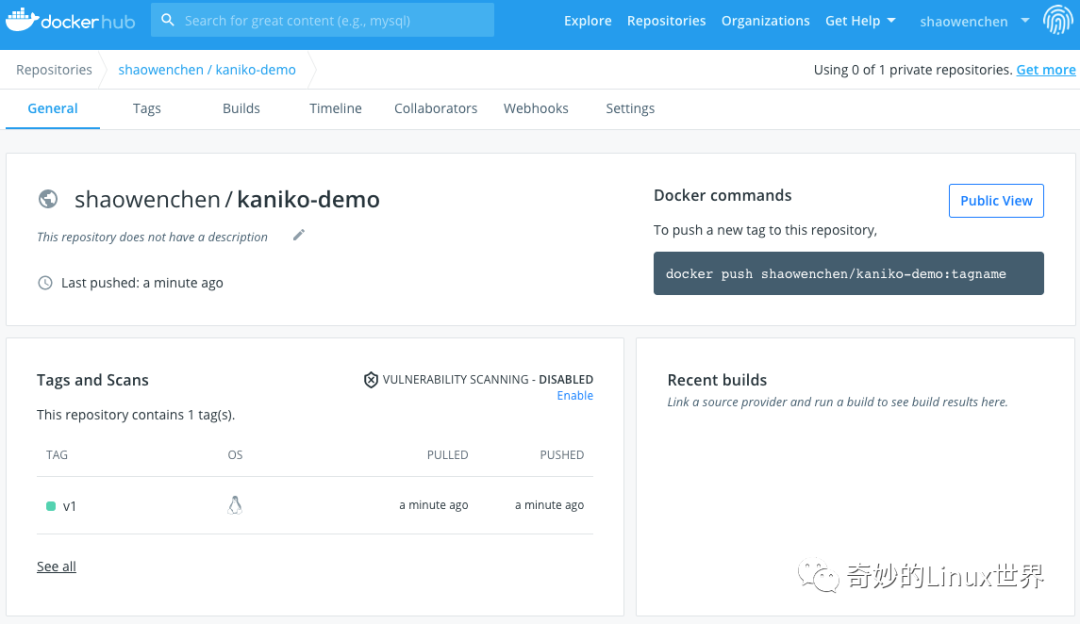 dockerhub Search for great content (e.g., mysql) Explore Repositories Organizations Get Help shaowenchen
Repositories shaowenchen / kaniko-demo Using 0 of 1 private repositories. Get more
General Tags Builds Timeline Collaborators Webhooks Settings
shaowenchen / kaniko-demo
This repository does not have a description
Last pushed: a minute ago
Docker commands
Public View
To push a new tag to this repository,
docker push shaowenchen/kaniko-demo:tagname
Tags and Scans
VULNERABILITY SCANNING - DISABLED
Enable
This repository contains 1 tag(s).
TAG OS PULLED PUSHED
v1 a minute ago a minute ago
See all
Recent builds
Link a source provider and run a build to see build results here.
奇妙的Linux世界